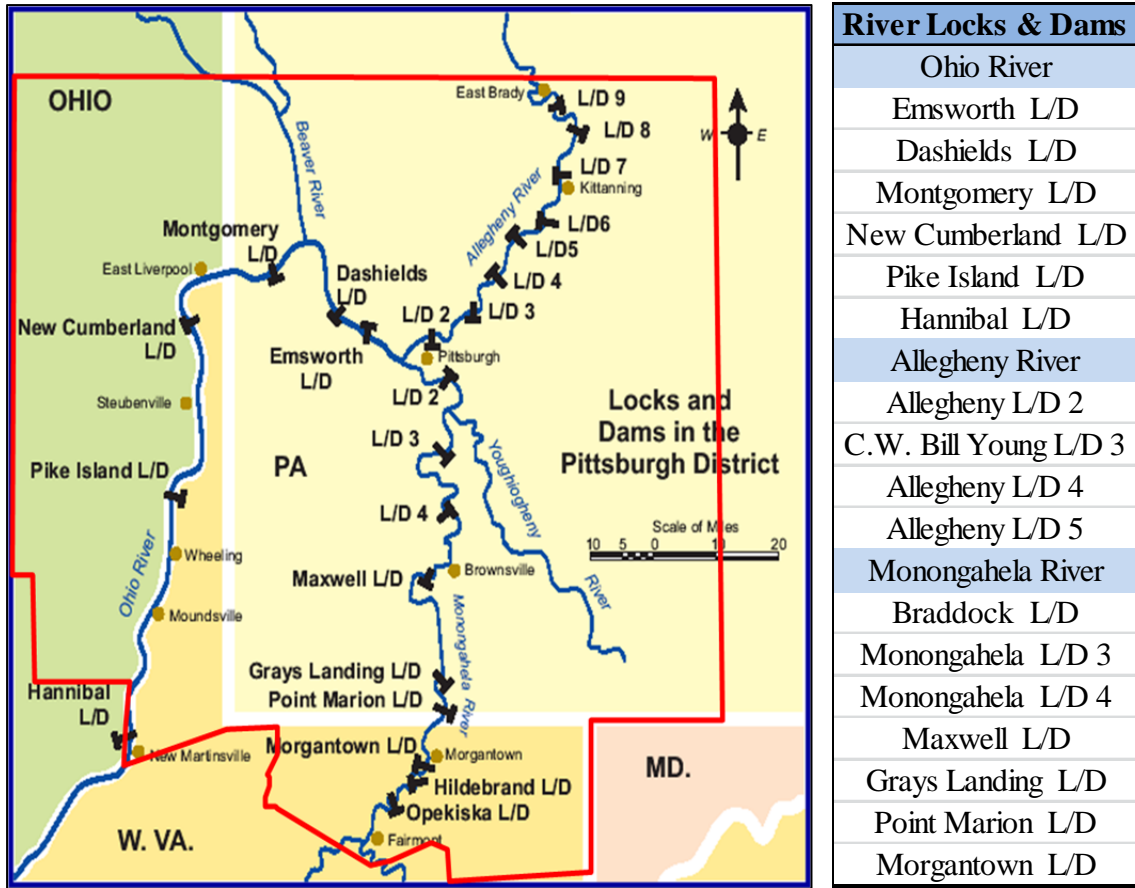 OHIO
East Brady
L/D 9
L/D 8
W
E
L/D 7
Kittanning
Beaver River
Allegheny River
L/D6
L/D5
Montgomery
L/D
East Liverpool
Dashields
L/D
L/D 4
L/D 3
L/D 2
New Cumberland
L/D
Emsworth
L/D
Pittsburgh
L/D 2
Steubenville
Locks and
Dams in the
Pittsburgh District
L/D 3
Youghiogheny
River
PA
Pike Island L/D
L/D 4
Scale of Miles
10 5 0 10 20
Wheeling
Ohio River
Maxwell L/D
Brownsville
Moundsville
Monongahela River
Grays Landing L/D
Point Marion L/D
Hannibal
L/D
New Martinsville
Morgantown L/D
Morgantown
MD.
Hildebrand L/D
Opekiska L/D
W. VA.
Fairmont
River Locks & Dams
Ohio River
Emsworth L/D
Dashields L/D
Montgomery L/D
New Cumberland L/D
Pike Island L/D
Hannibal L/D
Allegheny River
Allegheny L/D 2
C.W. Bill Young L/D 3
Allegheny L/D 4
Allegheny L/D 5
Monongahela River
Braddock L/D
Monongahela L/D 3
Monongahela L/D 4
Maxwell L/D
Grays Landing L/D
Point Marion L/D
Morgantown L/D